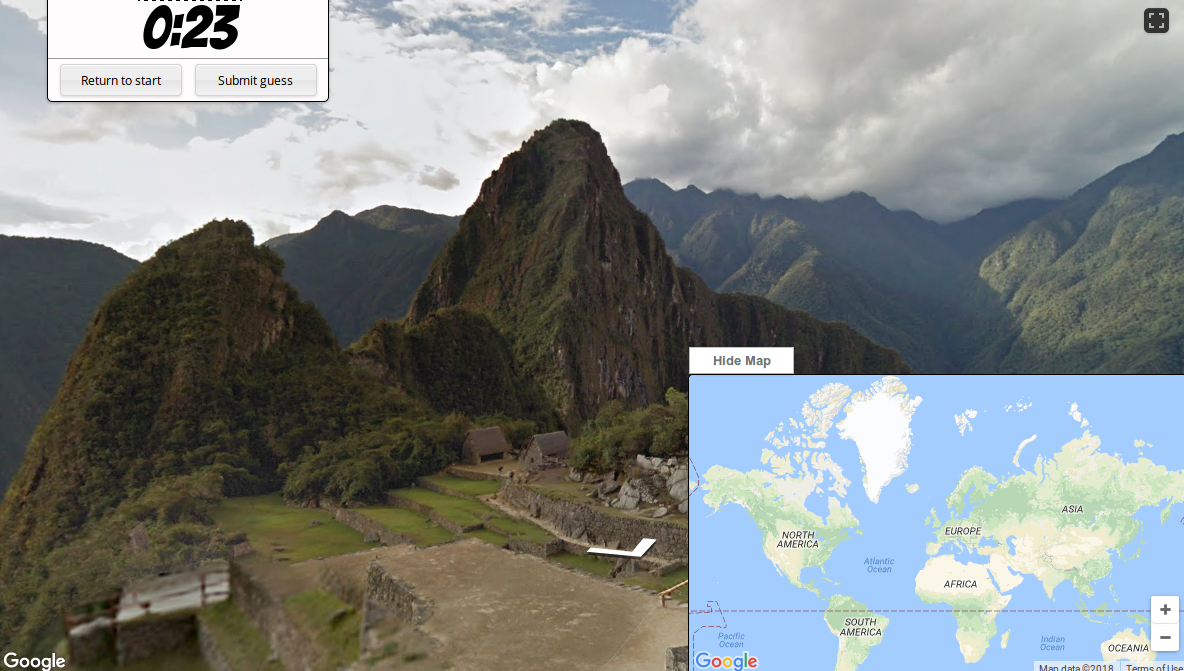 0:23
Return to start
Submit guess
Hide Map
NORTH
AMERICA
Atlantic
Ocean
EUROPE
ASIA
AFRICA
SOUTH
AMERICA
Pacific
Ocean
Indian
Ocean
OCEANIA
+
−
Google
Google
Map data ©2018
Terms of Use